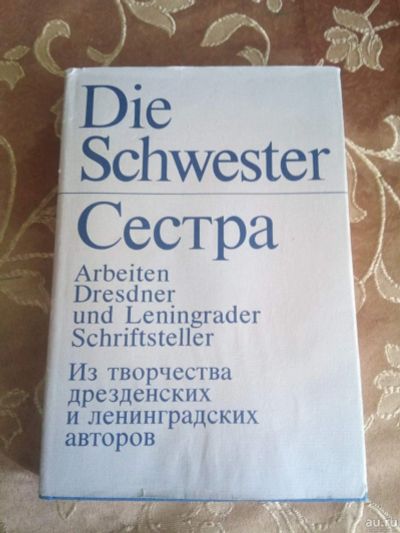 Die
Schwester
Сестра
Arbeiten
Dresdner
und Leningrader
Schriftsteller
Из творчества
дрезденских
и ленинградских
авторов
au.ru